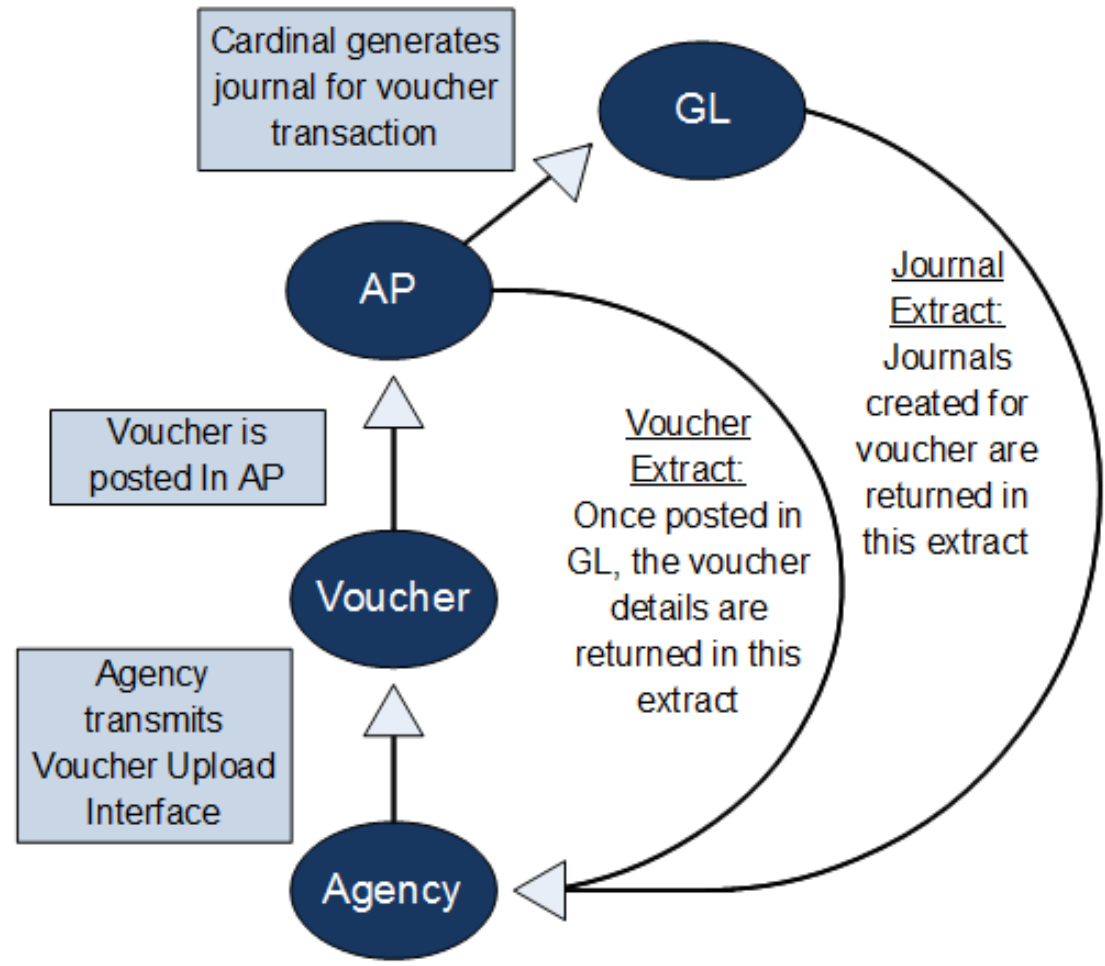 Cardinal generates
journal for voucher
transaction
GL
AP
Journal
Extract:
Journals
created for
voucher are
returned in
this extract
Voucher is
posted In AP
Voucher
Extract:
Once posted in
GL, the voucher
details are
returned in this
extract
Voucher
Agency
transmits
Voucher Upload
Interface
Agency